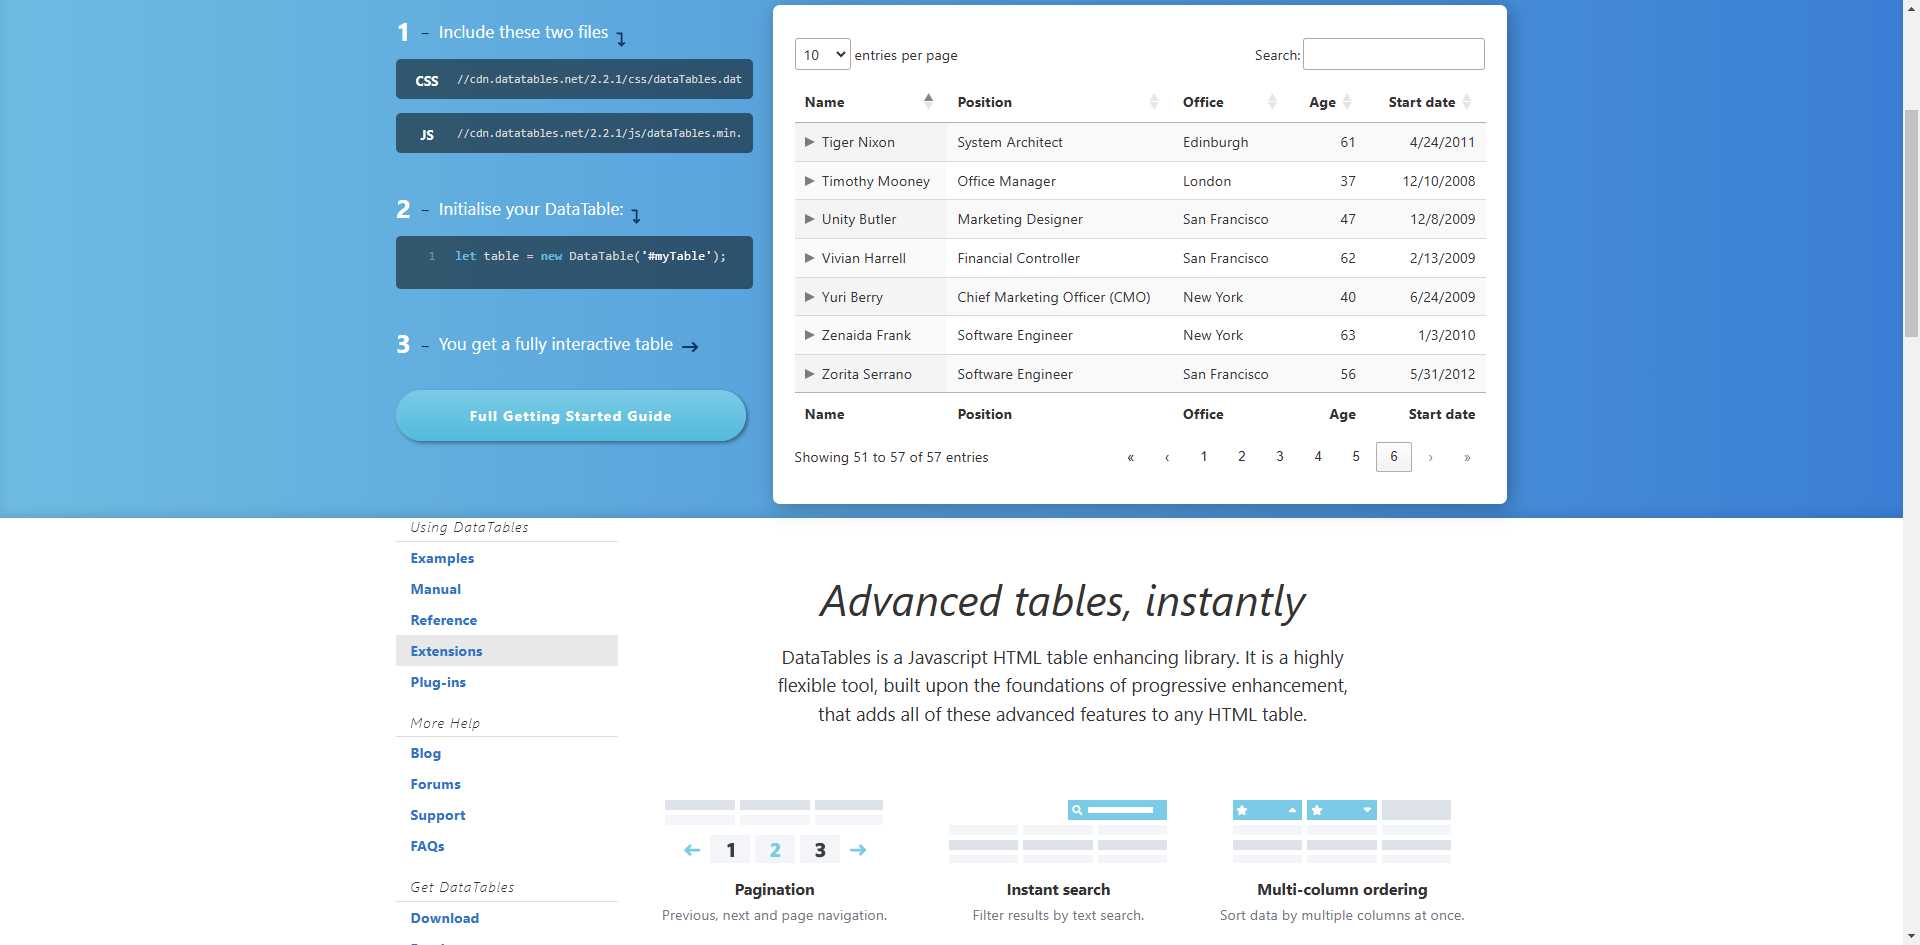 1 – Include these two files
CSS //cdn.datatables.net/2.2.1/css/dataTables.dat
JS //cdn.datatables.net/2.2.1/js/dataTables.min.
2 – Initialise your DataTable:
1 let table = new DataTable('#myTable');
3 – You get a fully interactive table →
Full Getting Started Guide
10 entries per page Search:
Name Position Office Age Start date
▶ Tiger Nixon System Architect Edinburgh 61 4/24/2011
▶ Timothy Mooney Office Manager London 37 12/10/2008
▶ Unity Butler Marketing Designer San Francisco 47 12/8/2009
▶ Vivian Harrell Financial Controller San Francisco 62 2/13/2009
▶ Yuri Berry Chief Marketing Officer (CMO) New York 40 6/24/2009
▶ Zenaida Frank Software Engineer New York 63 1/3/2010
▶ Zorita Serrano Software Engineer San Francisco 56 5/31/2012
Name Position Office Age Start date
Showing 51 to 57 of 57 entries « ‹ 1 2 3 4 5 6 › »
Using DataTables
Examples
Manual
Reference
Extensions
Plug-ins
More Help
Blog
Forums
Support
FAQs
Get DataTables
Download
Advanced tables, instantly
DataTables is a Javascript HTML table enhancing library. It is a highly
flexible tool, built upon the foundations of progressive enhancement,
that adds all of these advanced features to any HTML table.
← 1 2 3 →
Pagination
Previous, next and page navigation.
Instant search
Filter results by text search.
Multi-column ordering
Sort data by multiple columns at once.